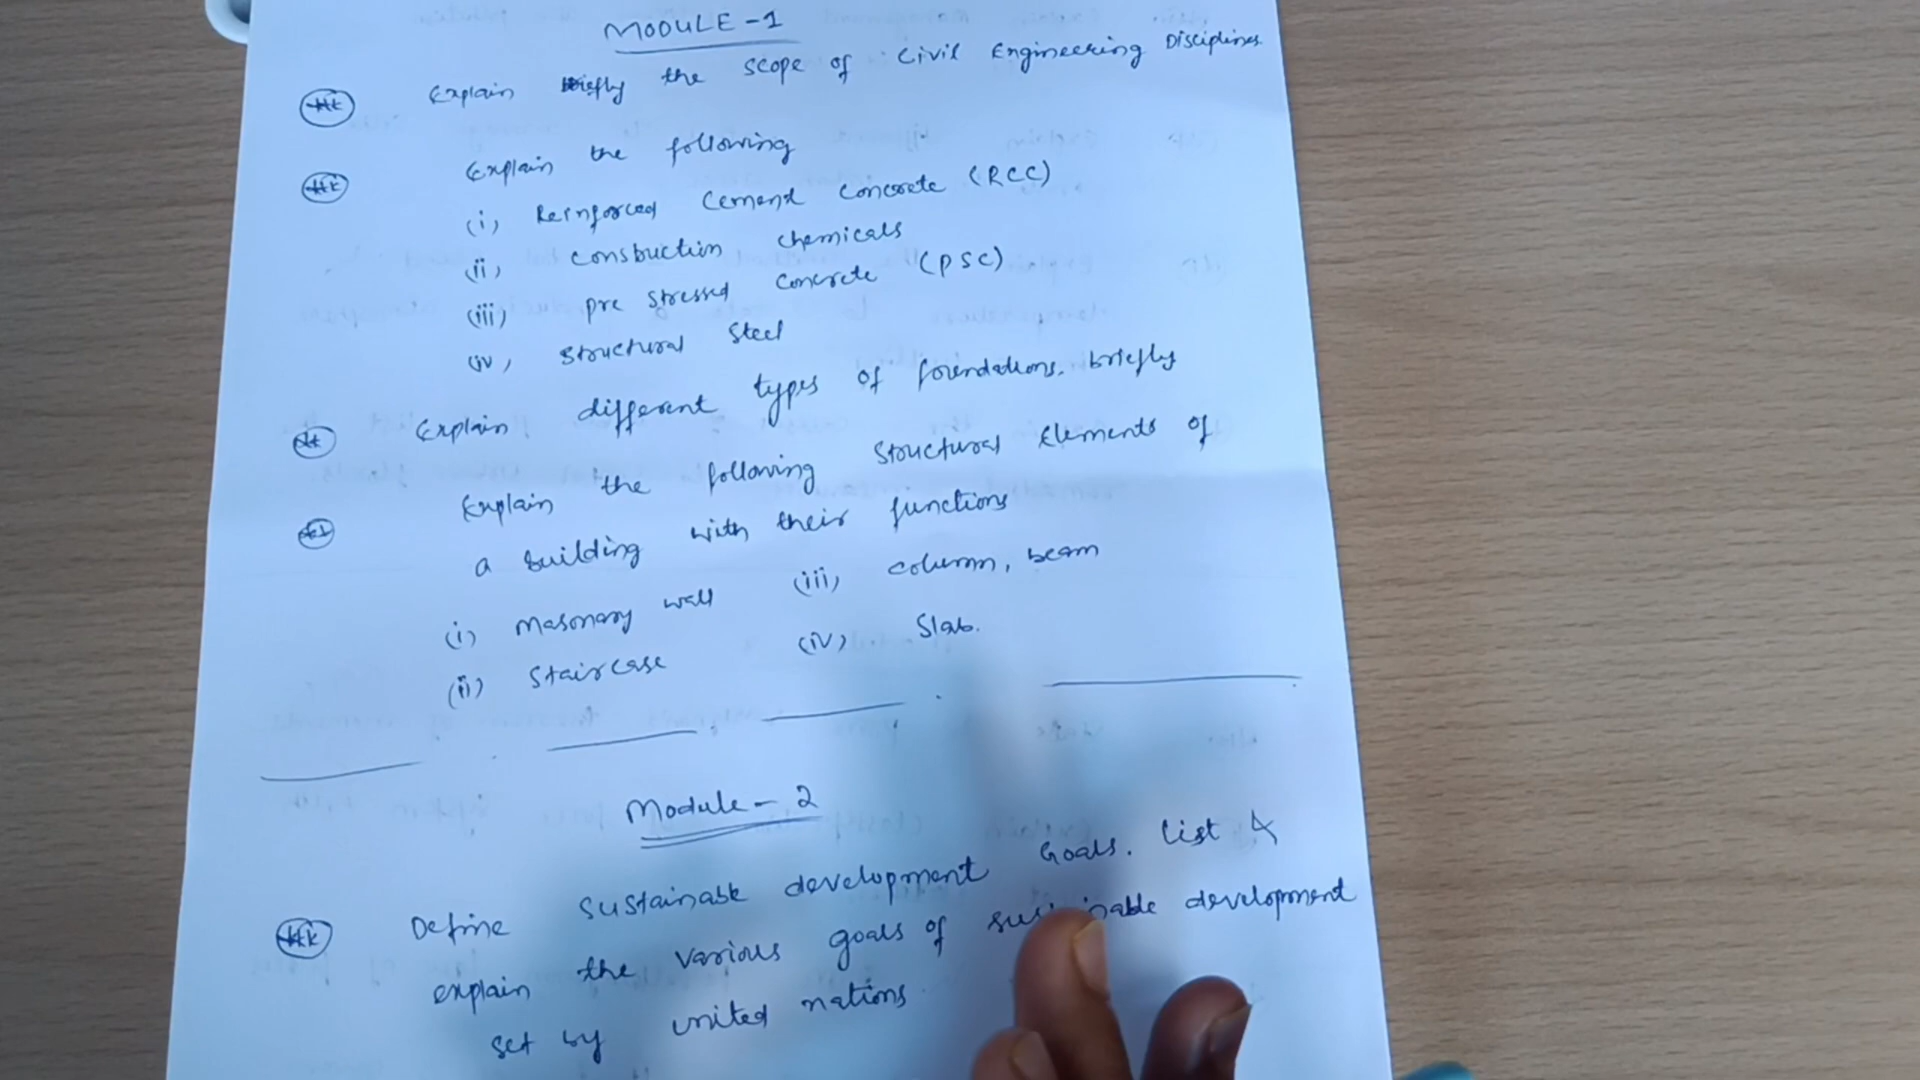 MODULE-1
Explain briefly the scope of Civil Engineering Disciplines
Explain the following
(i) Reinforced Cement Concrete (RCC)
(ii) Construction chemicals
(iii) Pre stressed Concrete (PSC)
(iv) Structural Steel
Explain different types of foundations. briefly
Explain the following Structural Elements of
a building with their functions
(i) Masonary wall (iii) column, beam
(ii) Staircase (iv) Slab.
Module-2
Define sustainable development Goals. List &
explain the various goals of sustainable development
set by united nations